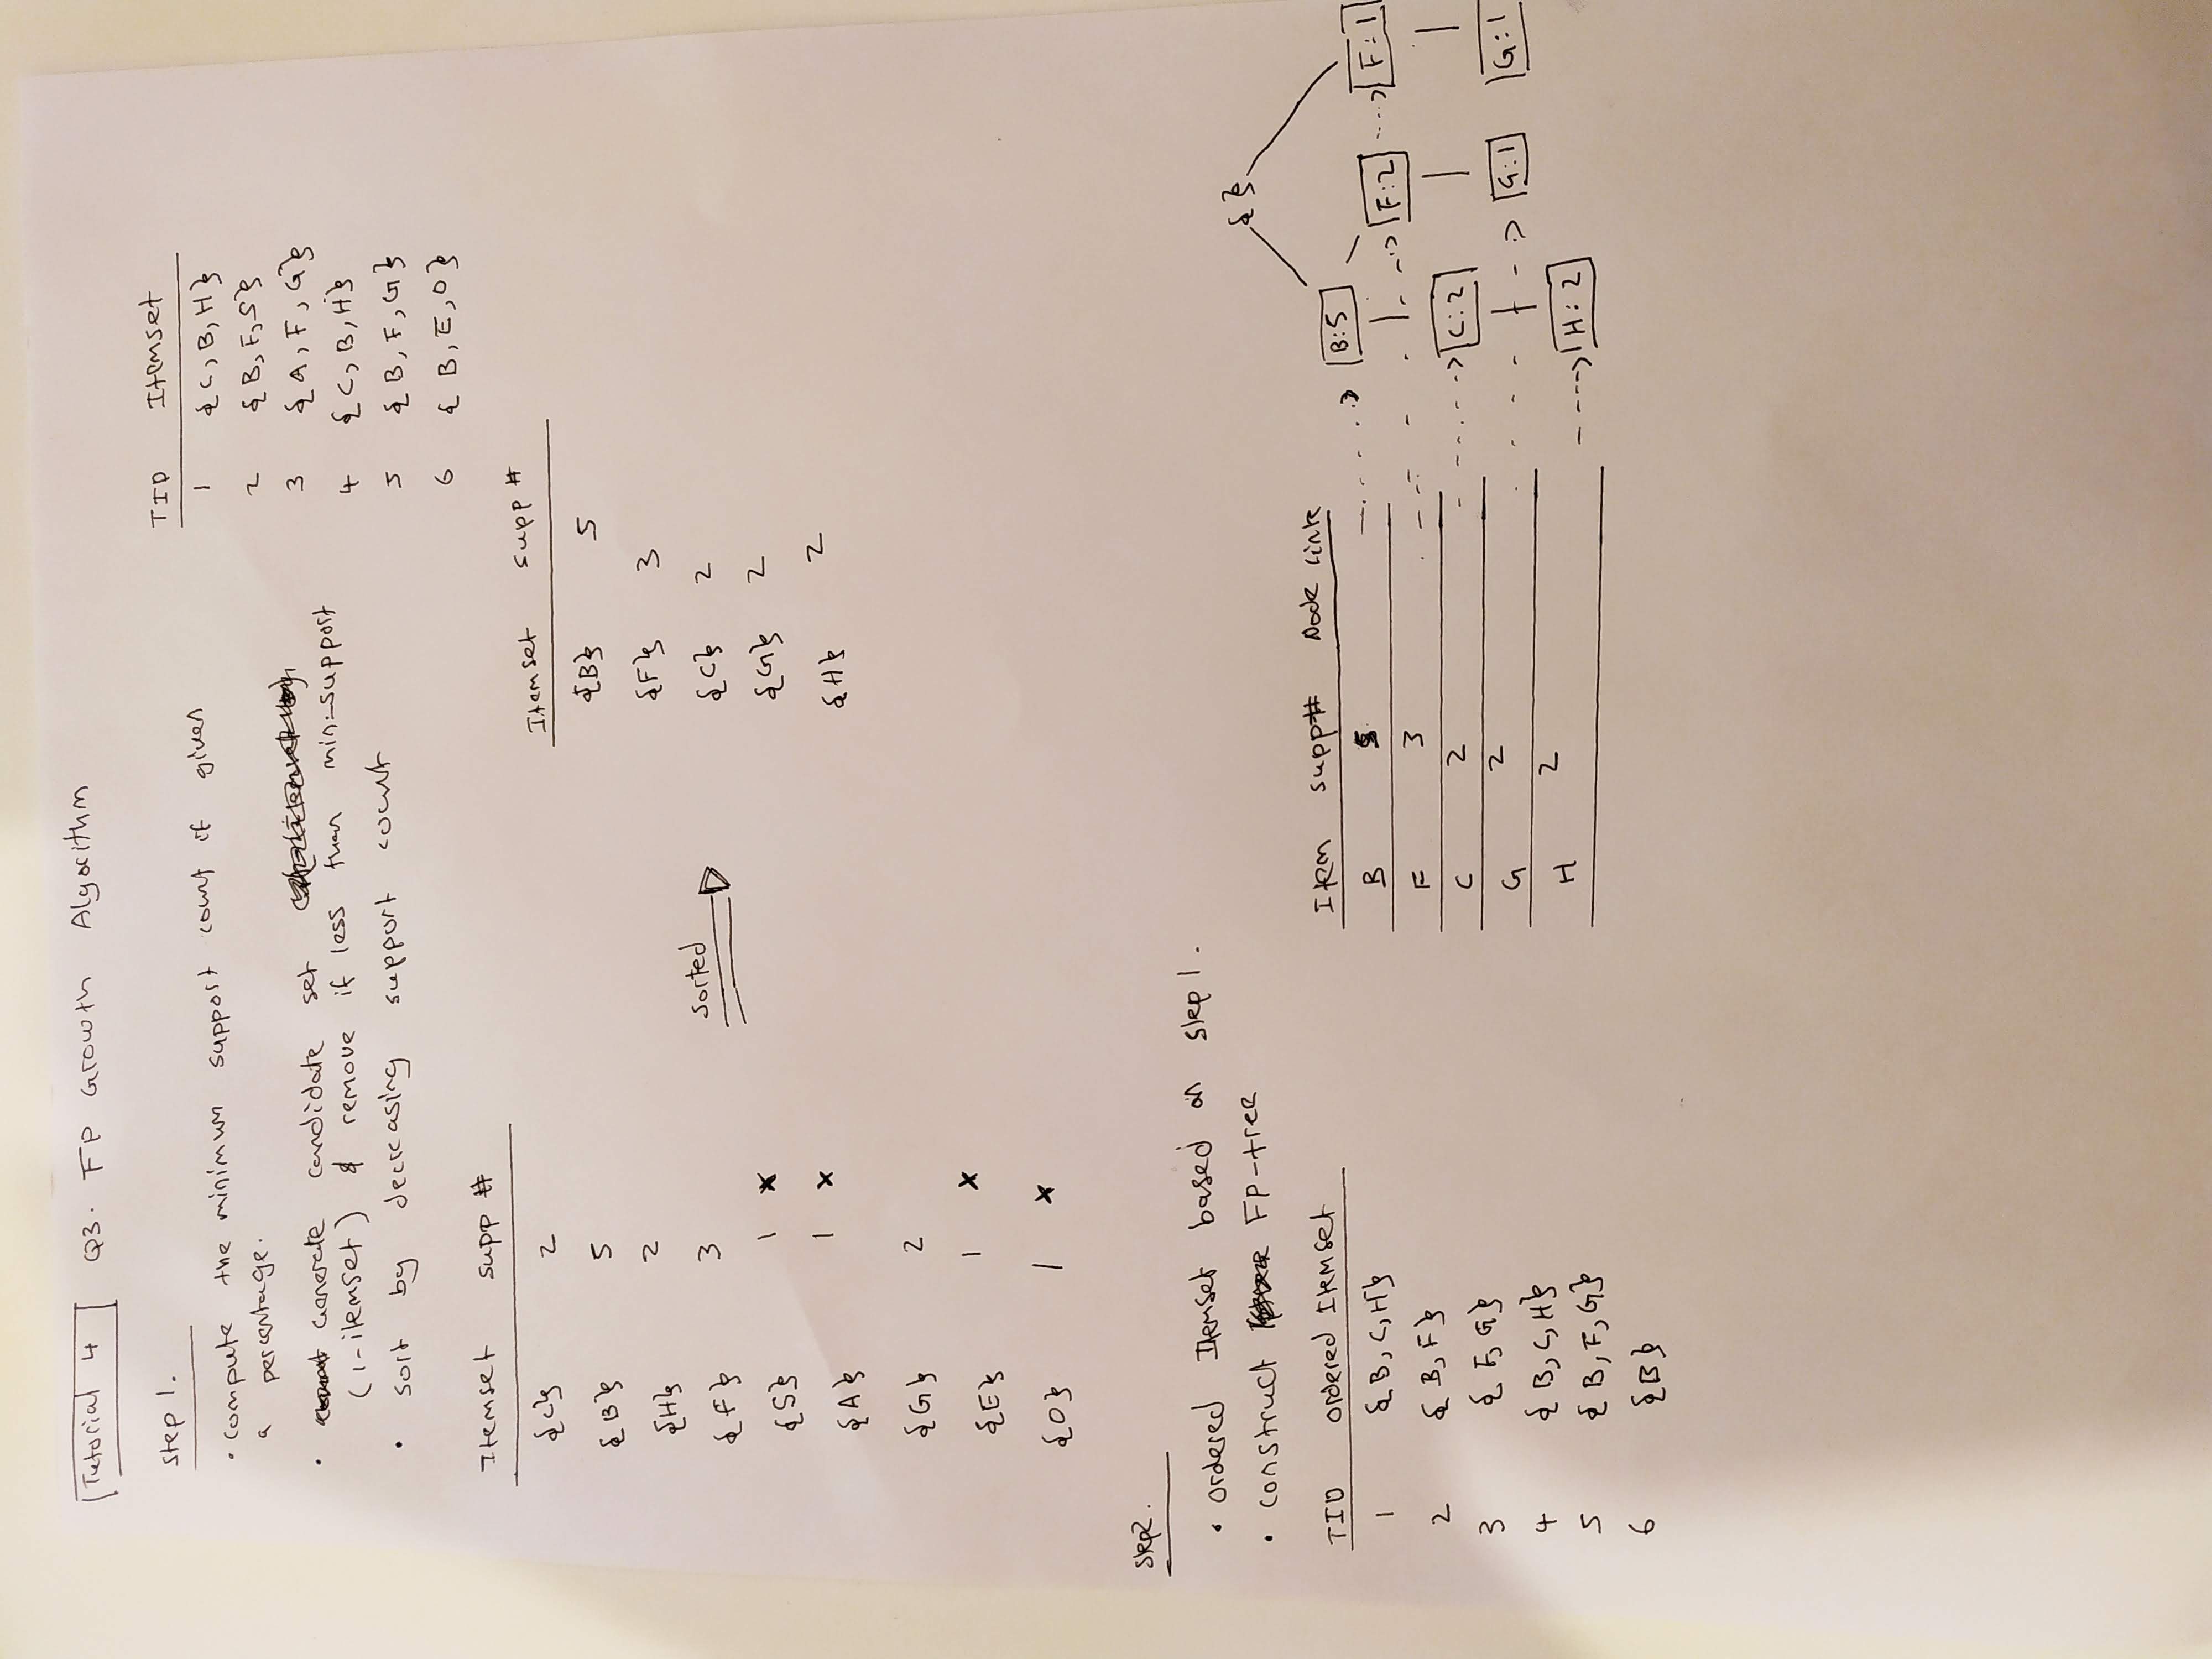 Tutorial 4 Q3. FP Growth Algorithm
Step 1.
• compute the minimum support count if given
a percentage.
• Generate candidate set
(1-itemset) & remove if less than min-support
• sort by decreasing support count
TID Itemset
1 {C, B, H}
2 {B, F, S}
3 {A, F, G}
4 {C, B, H}
5 {B, F, G}
6 {B, E, O}
Itemset supp #
{C} 2
{B} 5
{H} 2
{F} 3
{S} 1 x
{A} 1 x
{G} 2
{E} 1 x
{O} 1 x
sorted
Itemset supp #
{B} 5
{F} 3
{C} 2
{G} 2
{H} 2
Step2.
• ordered Itemset based on step 1.
• construct FP-tree
TID ordered Itemset
1 {B, C, H}
2 {B, F}
3 {F, G}
4 {B, C, H}
5 {B, F, G}
6 {B}
Item supp# Node Link
B 5
F 3
C 2
G 2
H 2
{ }
B:5
F:2 F:1
C:2
G:1 G:1
H:2